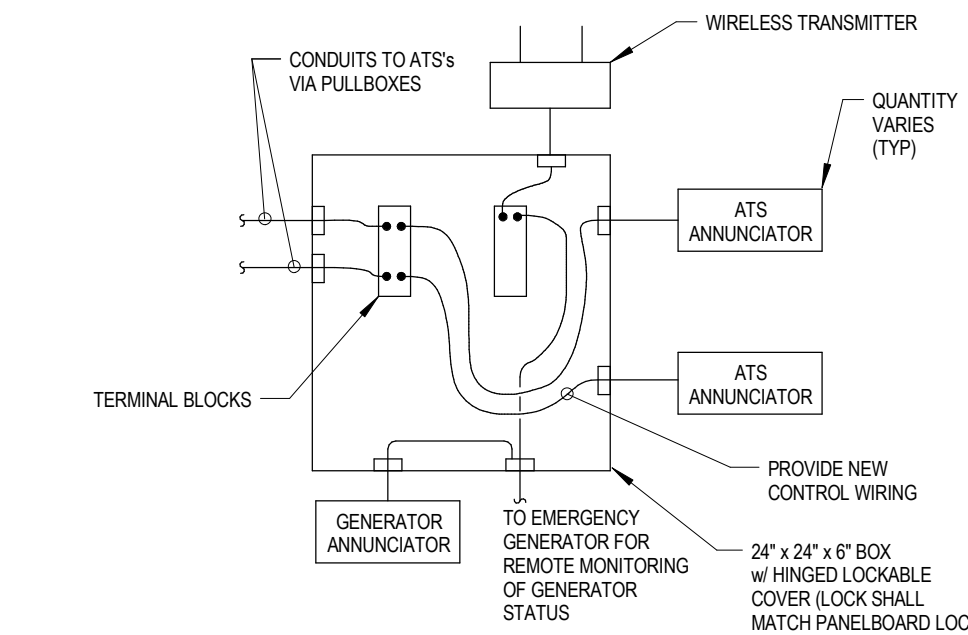 WIRELESS TRANSMITTER
CONDUITS TO ATS's
VIA PULLBOXES
QUANTITY
VARIES
(TYP)
ATS
ANNUNCIATOR
TERMINAL BLOCKS
ATS
ANNUNCIATOR
PROVIDE NEW
CONTROL WIRING
GENERATOR
ANNUNCIATOR
TO EMERGENCY
GENERATOR FOR
REMOTE MONITORING
OF GENERATOR
STATUS
24" x 24" x 6" BOX
w/ HINGED LOCKABLE
COVER (LOCK SHALL
MATCH PANELBOARD